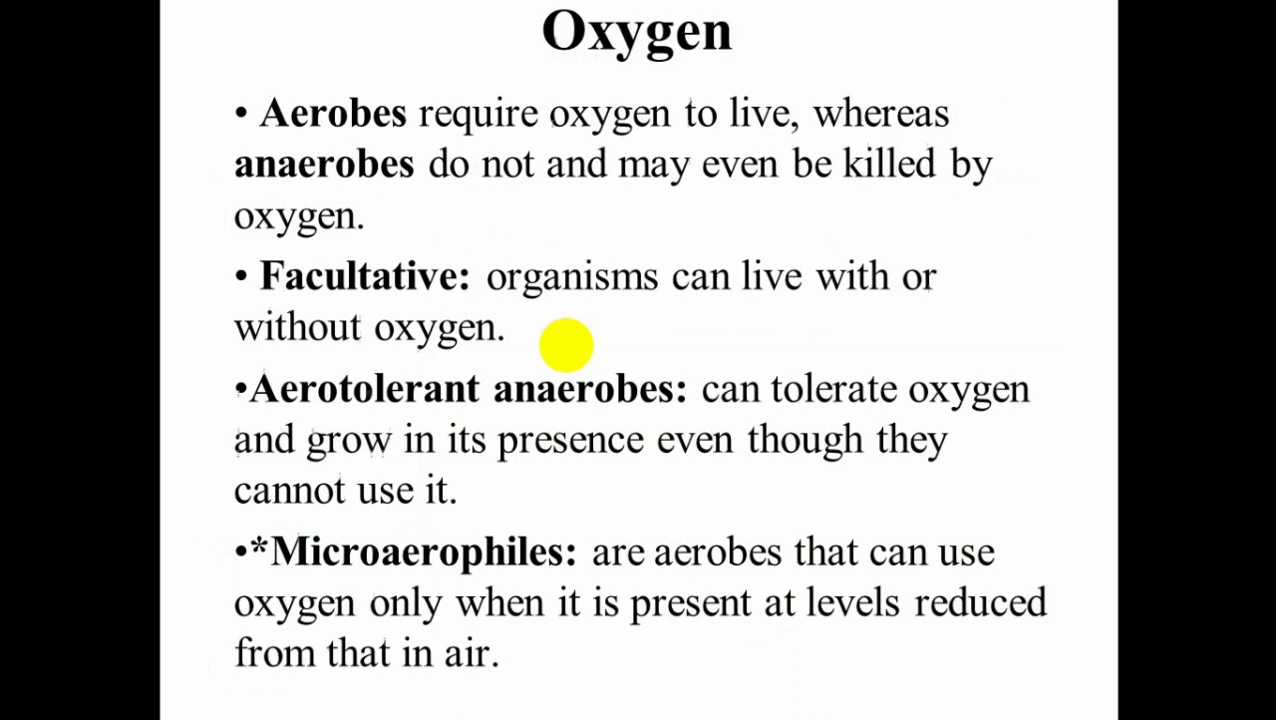 Oxygen
• Aerobes require oxygen to live, whereas
anaerobes do not and may even be killed by
oxygen.
• Facultative: organisms can live with or
without oxygen.
•Aerotolerant anaerobes: can tolerate oxygen
and grow in its presence even though they
cannot use it.
•*Microaerophiles: are aerobes that can use
oxygen only when it is present at levels reduced
from that in air.